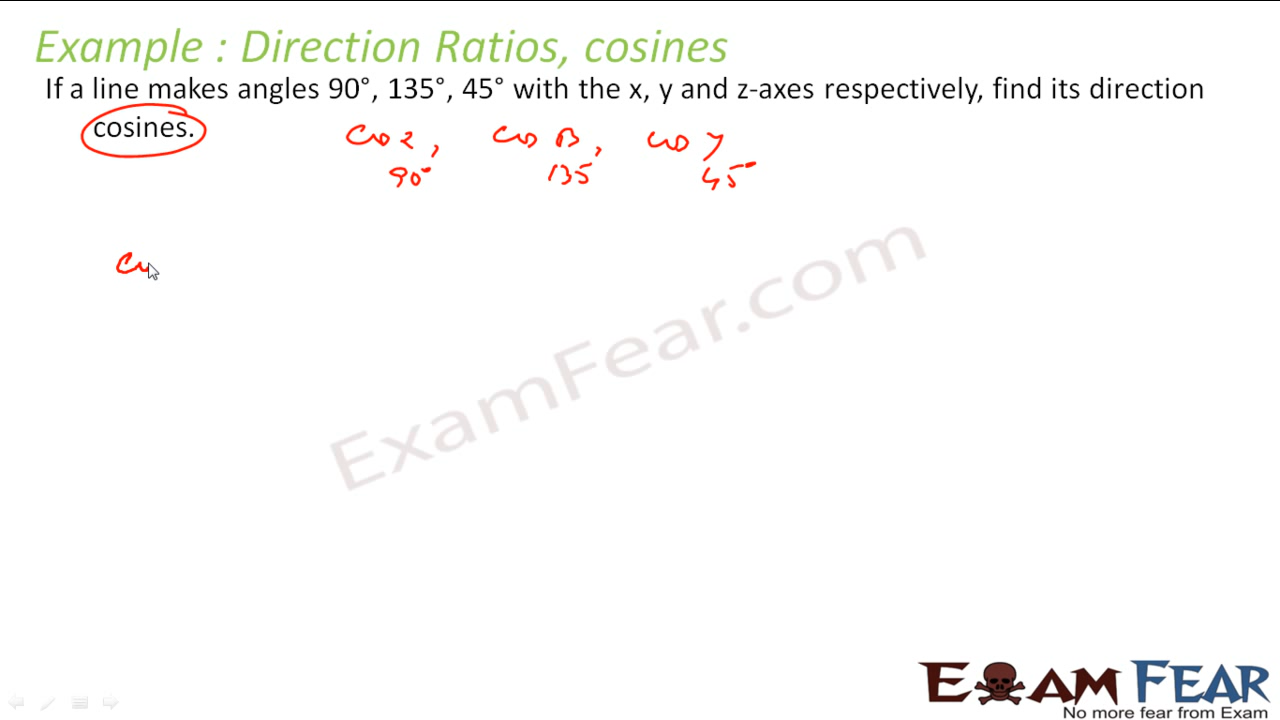 Example : Direction Ratios, cosines
If a line makes angles 90°, 135°, 45° with the x, y and z-axes respectively, find its direction
cosines.
cos α, cos β, cos γ
90° 135 45°
ExamFear.com
EXAM FEAR
No more fear from Exam